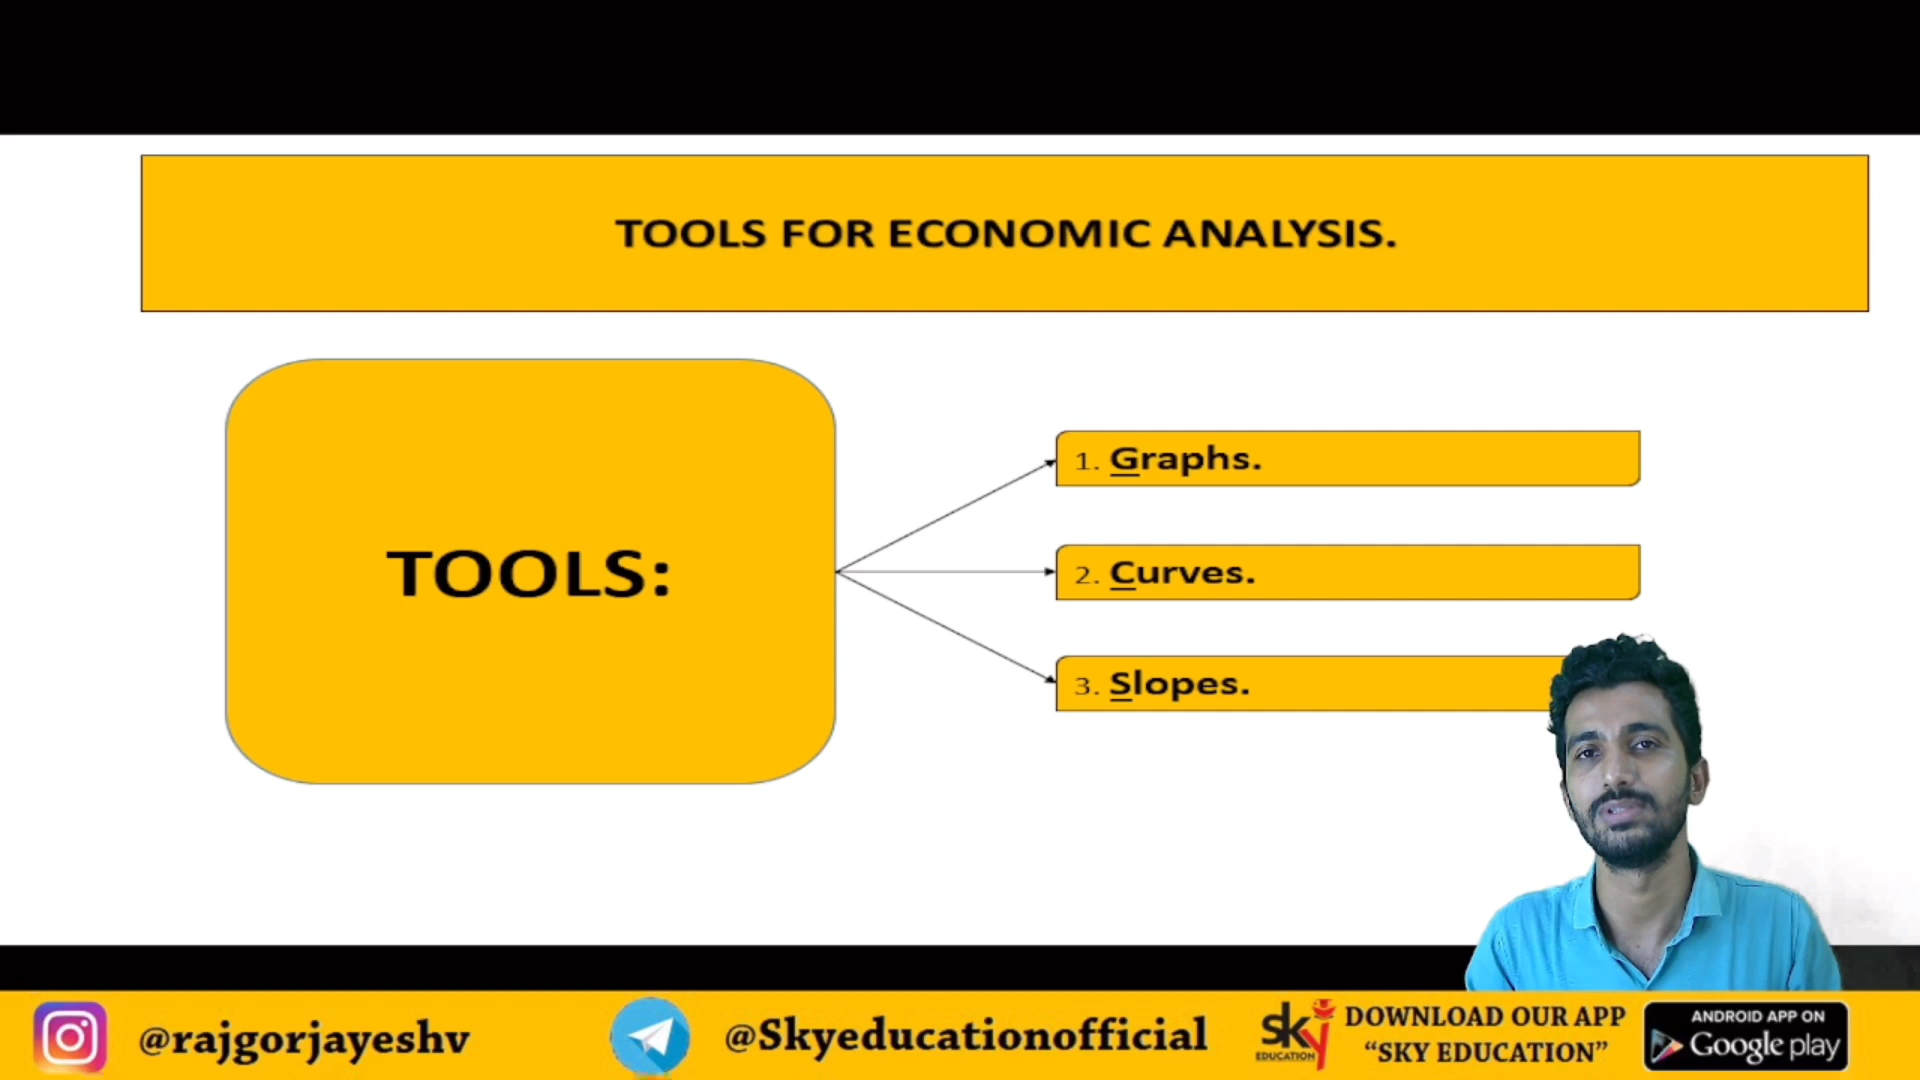 TOOLS FOR ECONOMIC ANALYSIS.
TOOLS:
1. Graphs.
2. Curves.
3. Slopes.
@rajgorjayeshv
@Skyeducationofficial
sky
EDUCATION
DOWNLOAD OUR APP
“SKY EDUCATION”
ANDROID APP ON
Google play